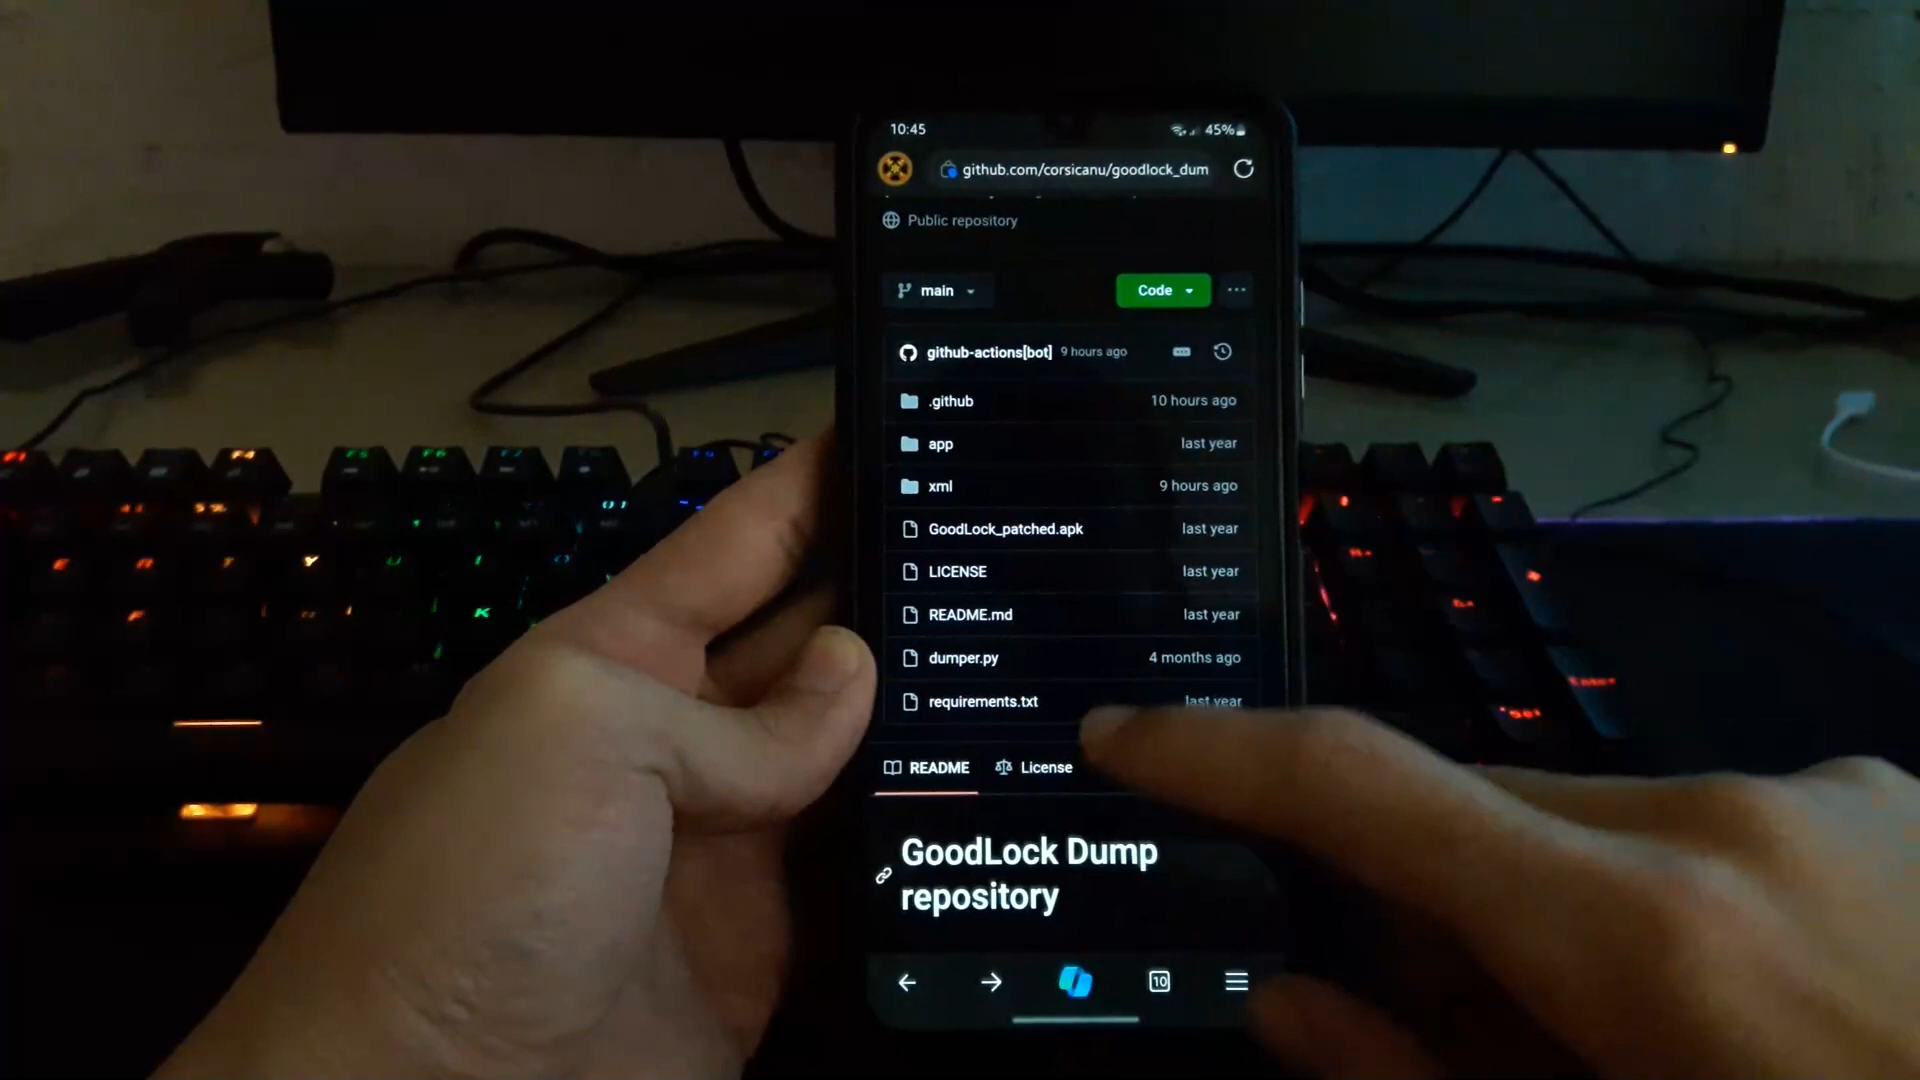 10:45
45%
github.com/corsicanu/goodlock_dum
Public repository
main
Code
github-actions[bot] 9 hours ago
.github 10 hours ago
app last year
xml 9 hours ago
GoodLock_patched.apk last year
LICENSE last year
README.md last year
dumper.py 4 months ago
requirements.txt last year
README License
GoodLock Dump
repository
10